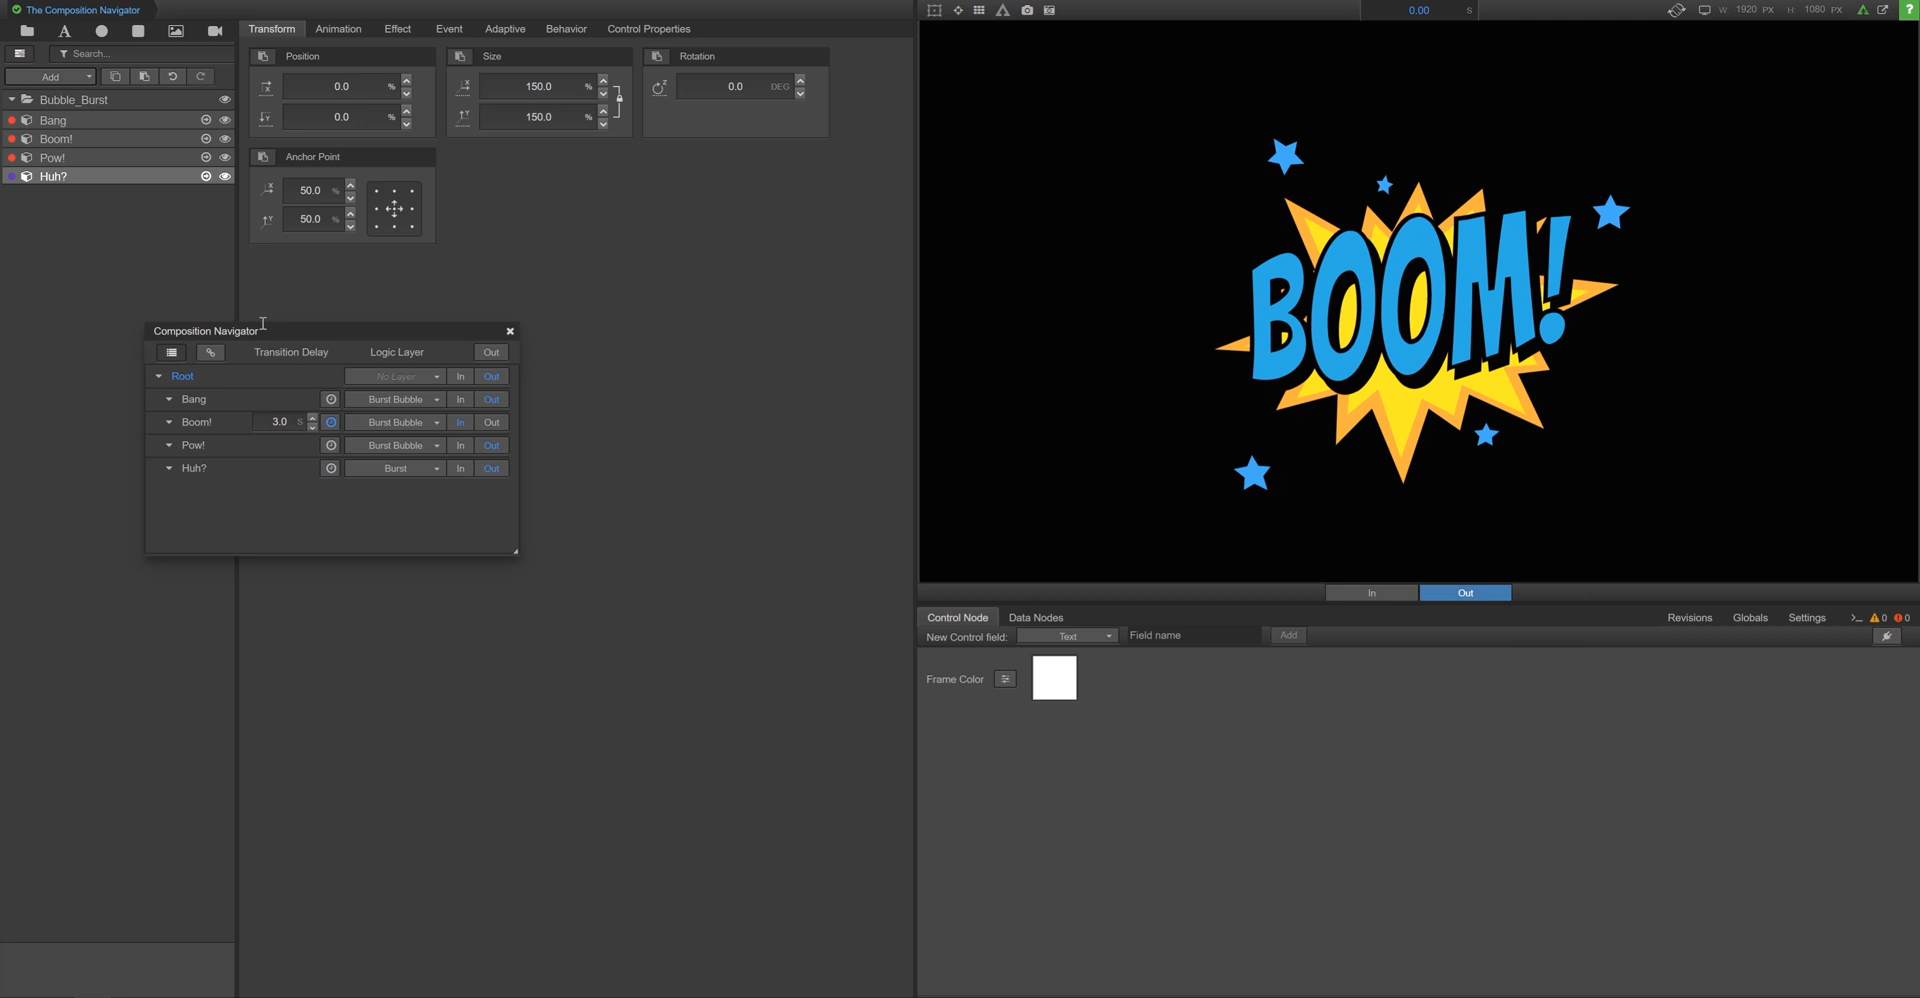 The Composition Navigator
Search...
Add
Bubble_Burst
Bang
Boom!
Pow!
Huh?
Transform Animation Effect Event Adaptive Behavior Control Properties
Position Size Rotation
X 0.0 % X 150.0 % Z 0.0 DEG
Y 0.0 % Y 150.0 %
Anchor Point
X 50.0 %
Y 50.0 %
Composition Navigator
Transition Delay Logic Layer Out
Root No Layer In Out
Bang Burst Bubble In Out
Boom! 3.0 S Burst Bubble In Out
Pow! Burst Bubble In Out
Huh? Burst In Out
0.00 S W 1920 PX H 1080 PX ?
BOOM!
In Out
Control Node Data Nodes Revisions Globals Settings 0 0
New Control field: Text Field name Add
Frame Color